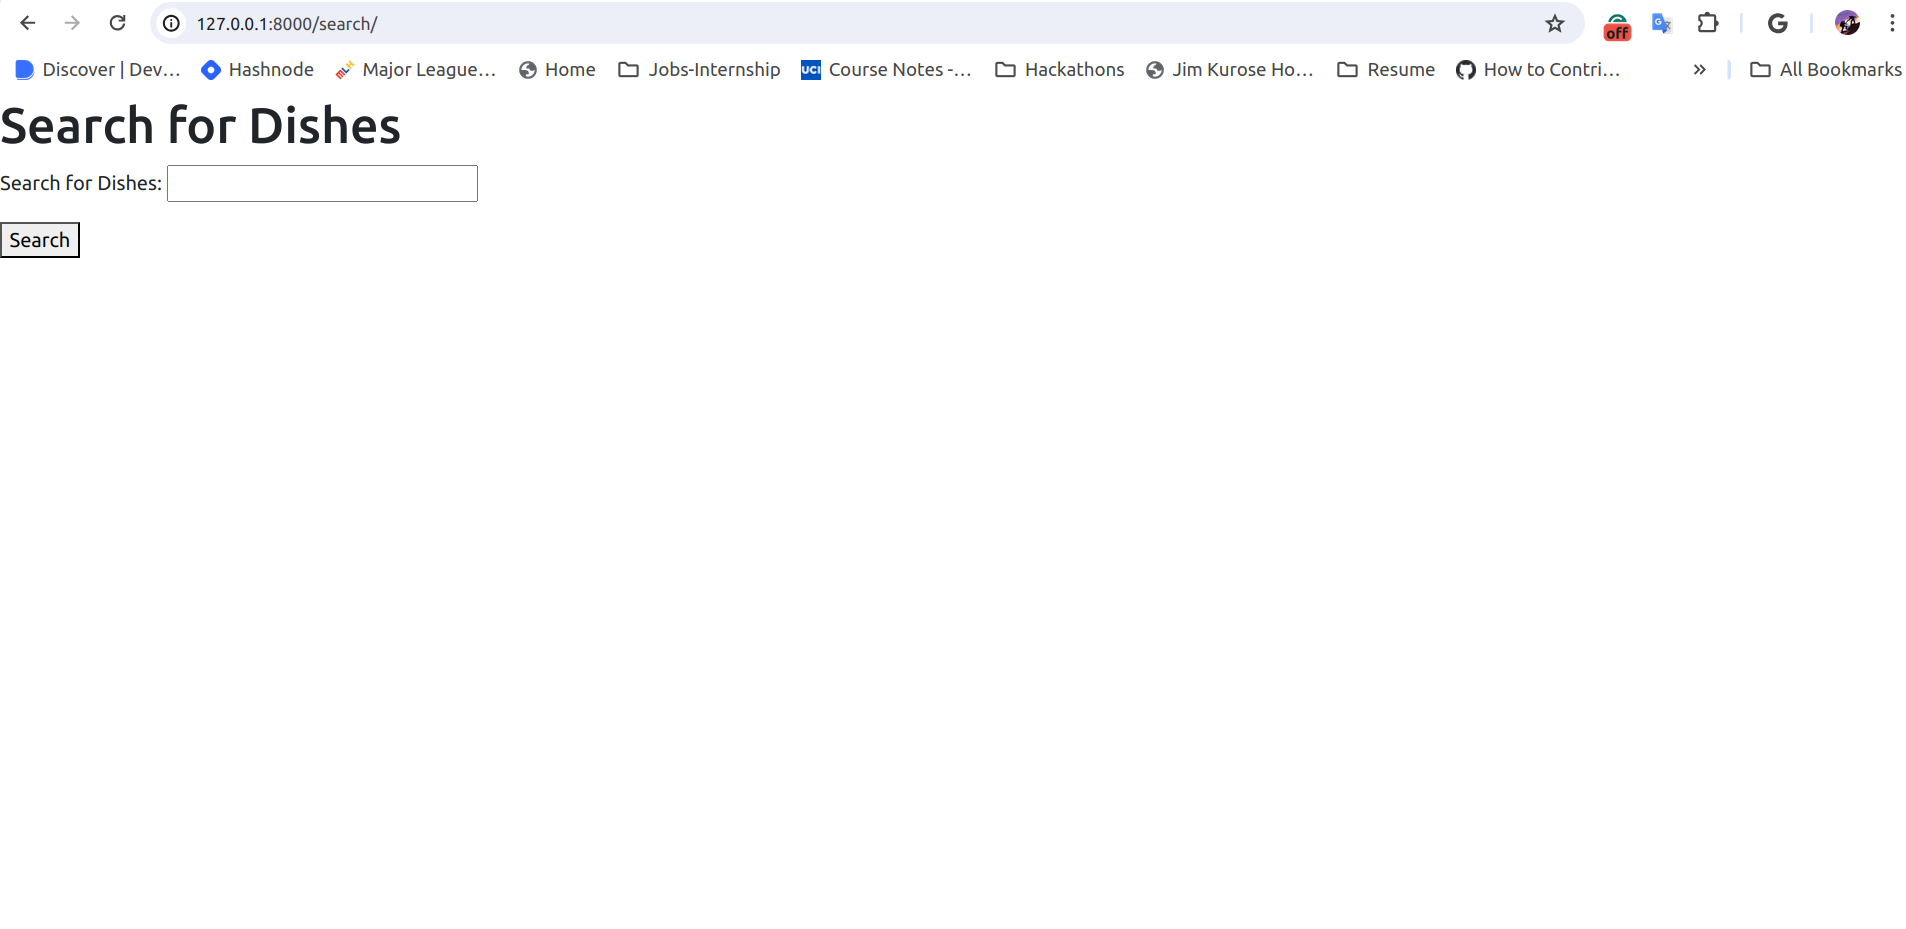 127.0.0.1:8000/search/
off
Discover | Dev… Hashnode Major League… Home Jobs-Internship UCI Course Notes -… Hackathons Jim Kurose Ho… Resume How to Contri… » All Bookmarks
Search for Dishes
Search for Dishes:
Search